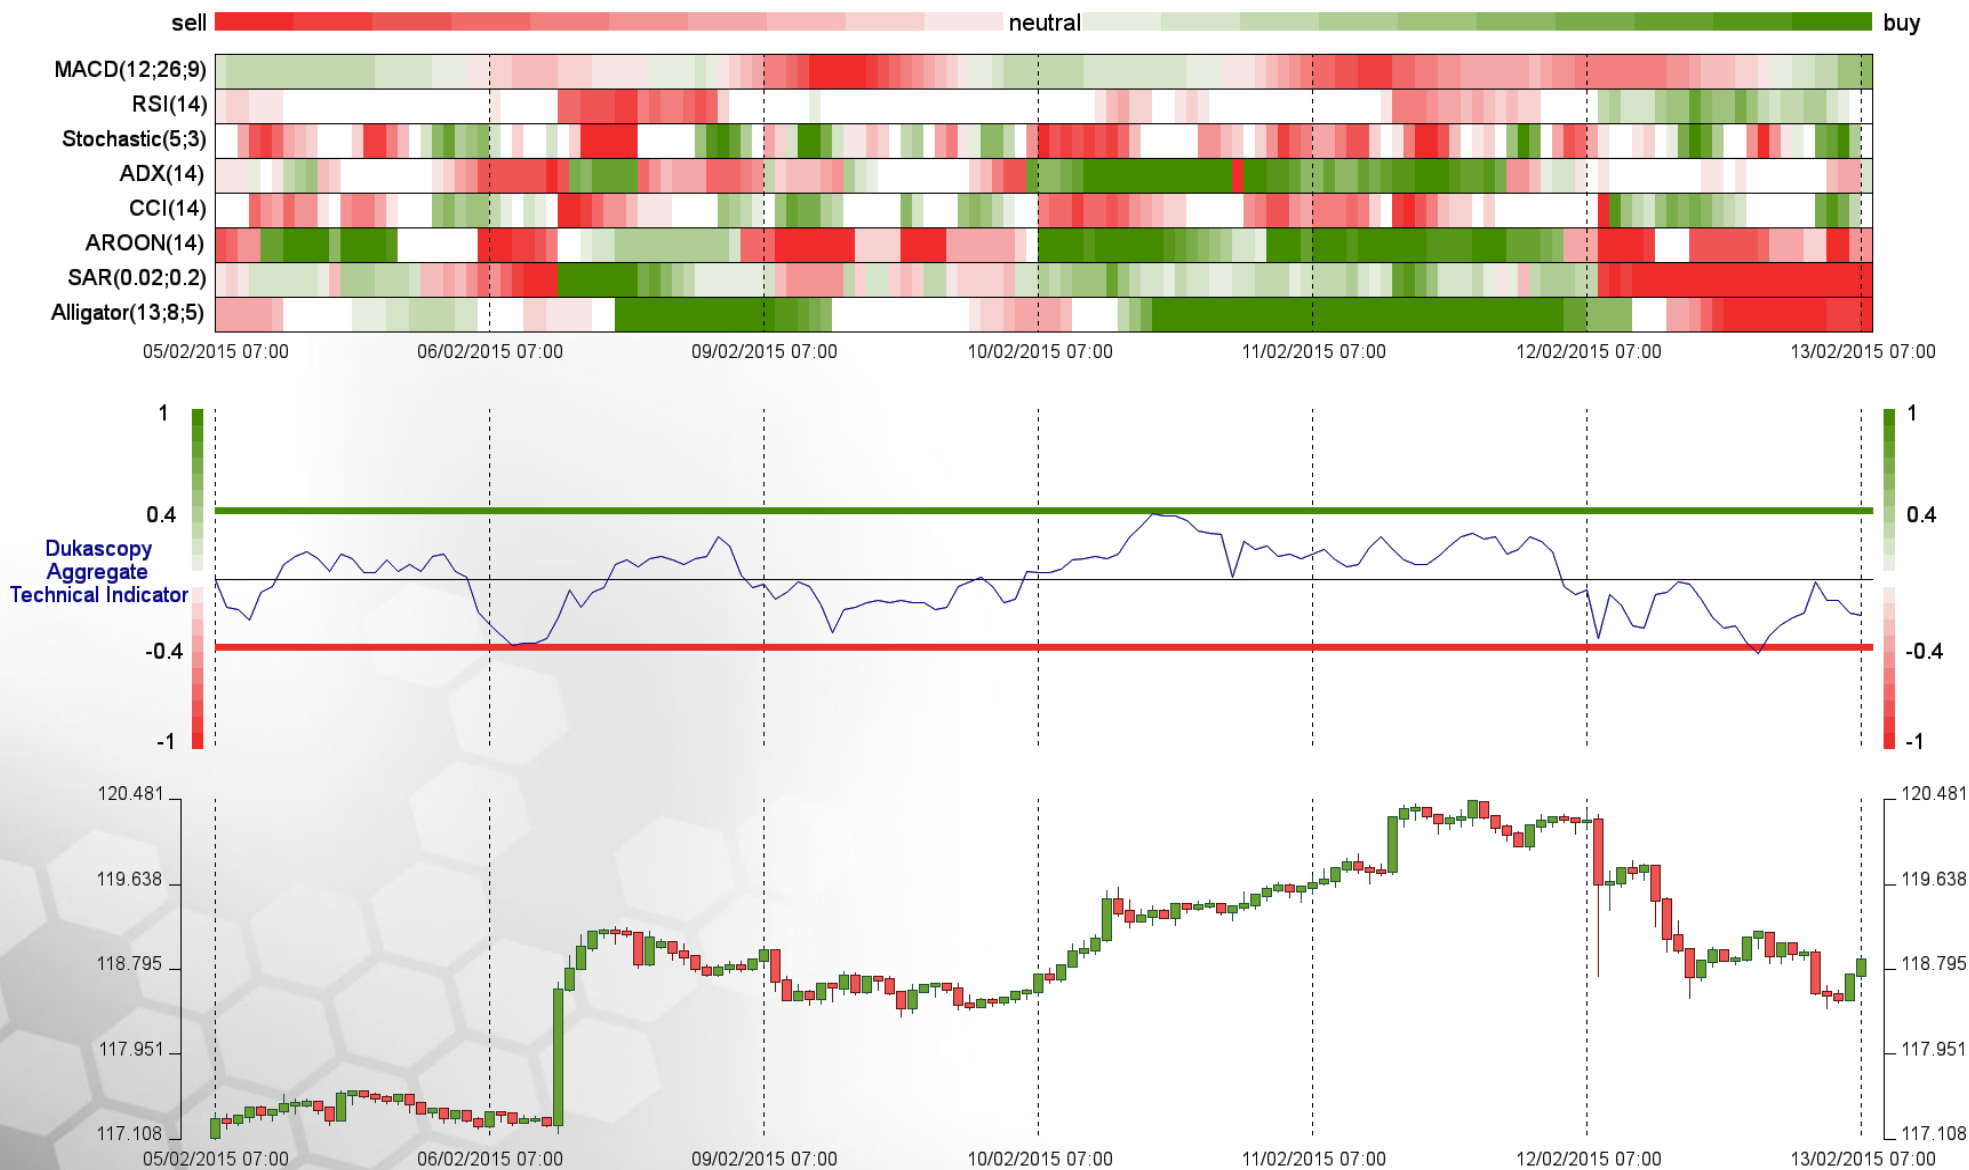 sell neutral buy
MACD(12;26;9)
RSI(14)
Stochastic(5;3)
ADX(14)
CCI(14)
AROON(14)
SAR(0.02;0.2)
Alligator(13;8;5)
05/02/2015 07:00 06/02/2015 07:00 09/02/2015 07:00 10/02/2015 07:00 11/02/2015 07:00 12/02/2015 07:00 13/02/2015 07:00
1 1
0.4 0.4
Dukascopy
Aggregate
Technical Indicator
-0.4 -0.4
-1 -1
120.481 120.481
119.638 119.638
118.795 118.795
117.951 117.951
117.108 117.108
05/02/2015 07:00 06/02/2015 07:00 09/02/2015 07:00 10/02/2015 07:00 11/02/2015 07:00 12/02/2015 07:00 13/02/2015 07:00